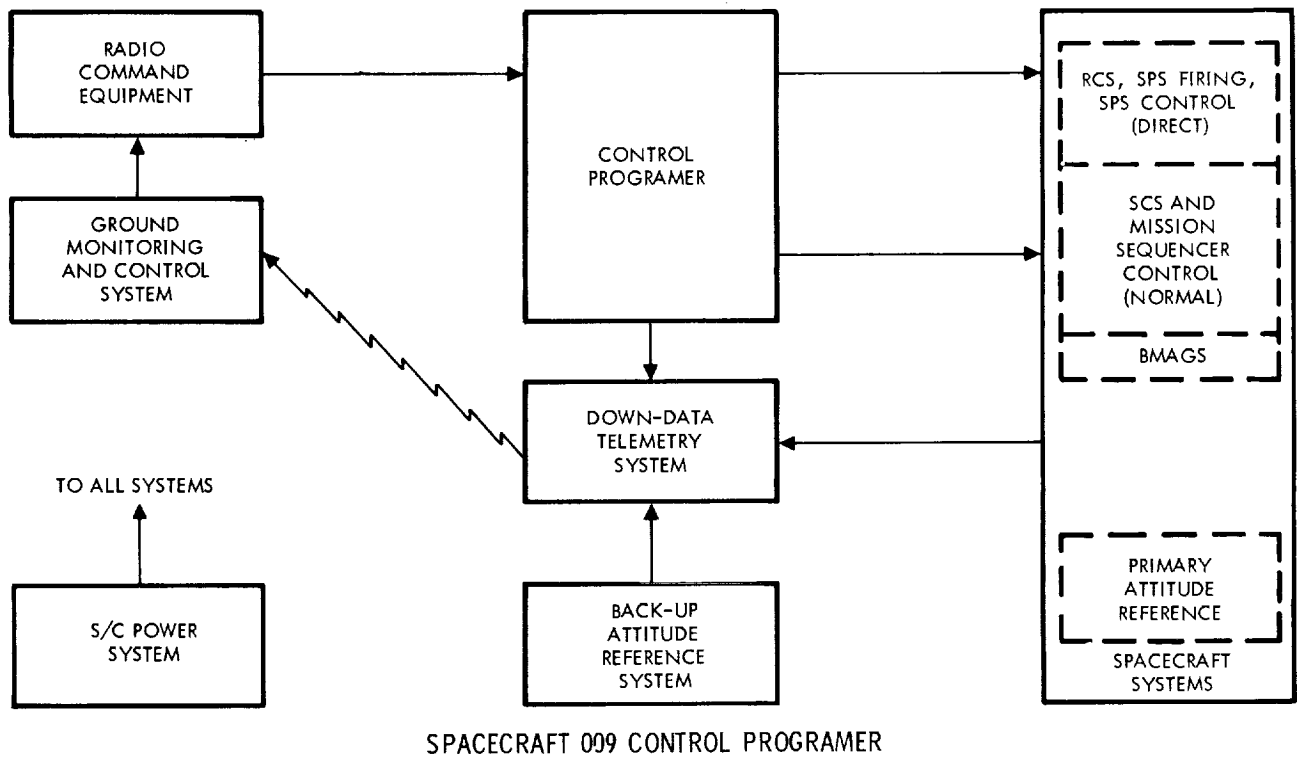 RADIO
COMMAND
EQUIPMENT
CONTROL
PROGRAMER
RCS, SPS FIRING,
SPS CONTROL
(DIRECT)
SCS AND
MISSION
SEQUENCER
CONTROL
(NORMAL)
BMAGS
GROUND
MONITORING
AND CONTROL
SYSTEM
DOWN-DATA
TELEMETRY
SYSTEM
TO ALL SYSTEMS
S/C POWER
SYSTEM
BACK-UP
ATTITUDE
REFERENCE
SYSTEM
PRIMARY
ATTITUDE
REFERENCE
SPACECRAFT
SYSTEMS
SPACECRAFT 009 CONTROL PROGRAMER